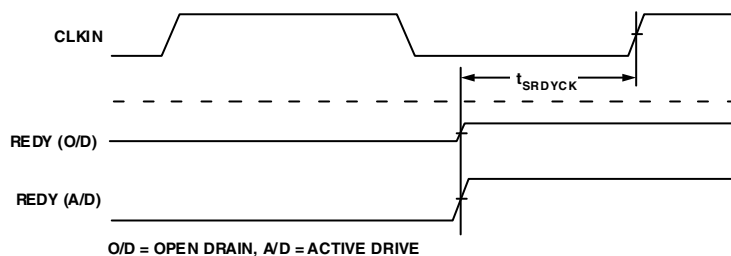 CLKIN
tSRDYCK
REDY (O/D)
REDY (A/D)
O/D = OPEN DRAIN, A/D = ACTIVE DRIVE